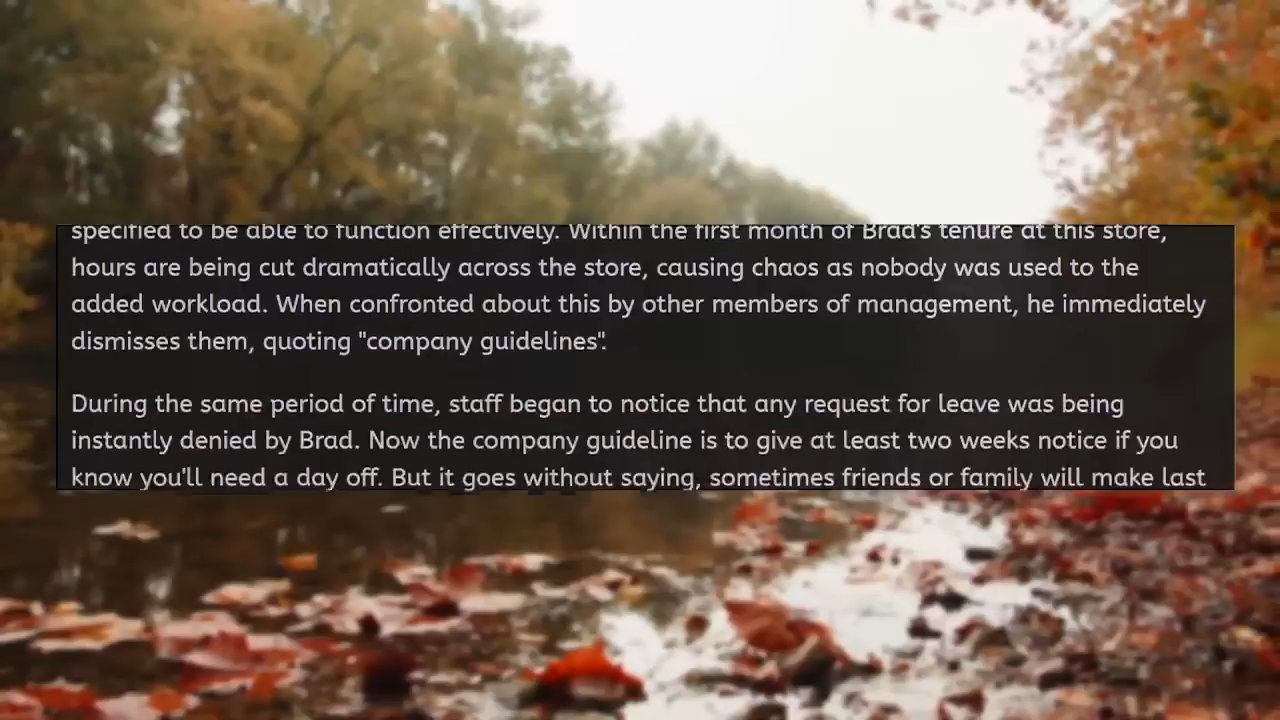 specified to be able to function effectively. Within the first month of Brad's tenure at this store,
hours are being cut dramatically across the store, causing chaos as nobody was used to the
added workload. When confronted about this by other members of management, he immediately
dismisses them, quoting "company guidelines".
During the same period of time, staff began to notice that any request for leave was being
instantly denied by Brad. Now the company guideline is to give at least two weeks notice if you
know you'll need a day off. But it goes without saying, sometimes friends or family will make last